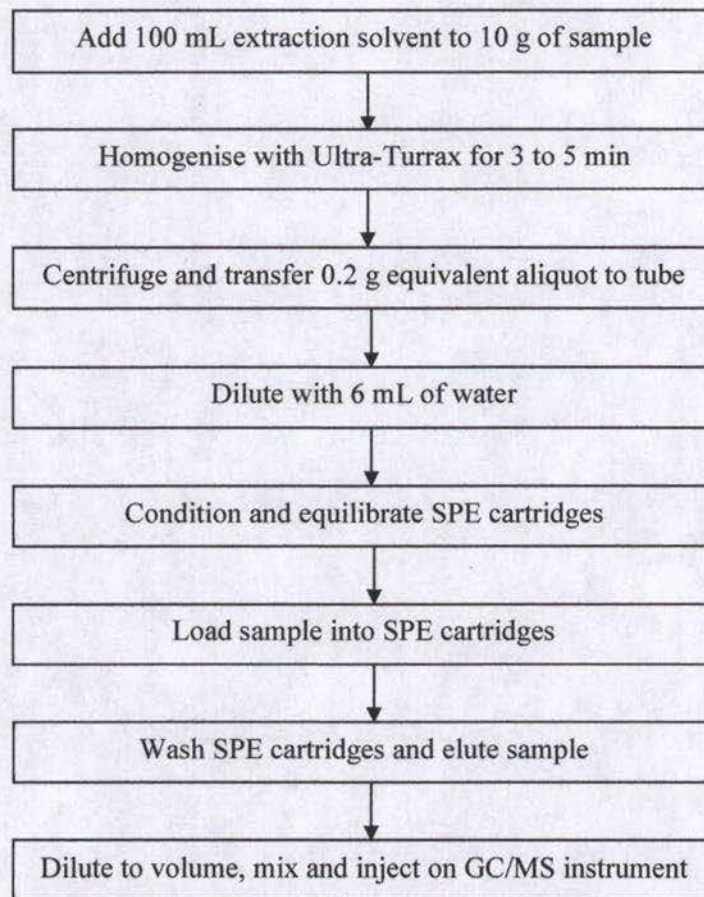 Add 100 mL extraction solvent to 10 g of sample
Homogenise with Ultra-Turrax for 3 to 5 min
Centrifuge and transfer 0.2 g equivalent aliquot to tube
Dilute with 6 mL of water
Condition and equilibrate SPE cartridges
Load sample into SPE cartridges
Wash SPE cartridges and elute sample
Dilute to volume, mix and inject on GC/MS instrument